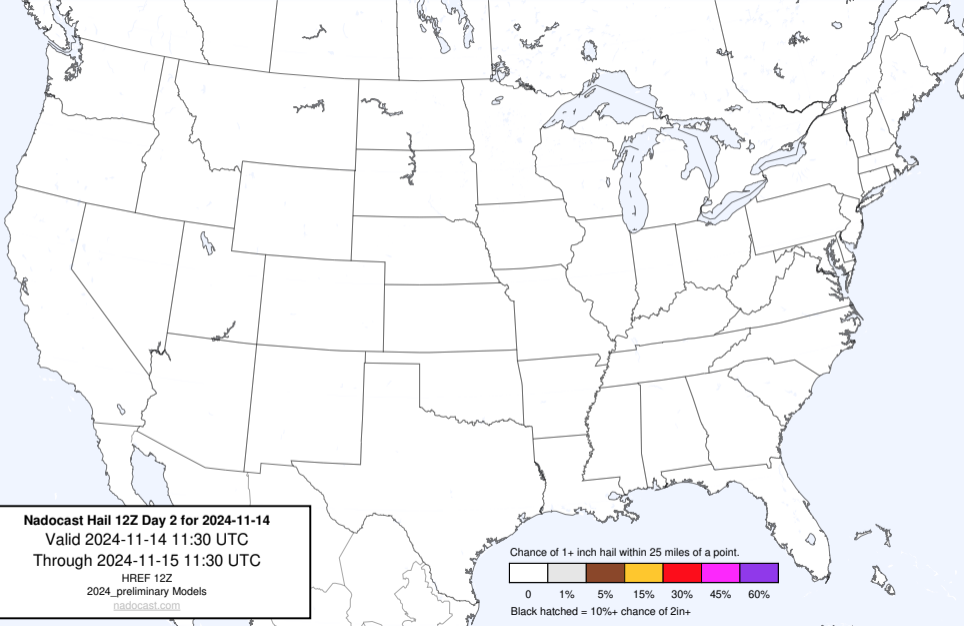 Nadocast Hail 12Z Day 2 for 2024-11-14
Valid 2024-11-14 11:30 UTC
Through 2024-11-15 11:30 UTC
HREF 12Z
2024_preliminary Models
nadocast.com
Chance of 1+ inch hail within 25 miles of a point.
0 1% 5% 15% 30% 45% 60%
Black hatched = 10%+ chance of 2in+